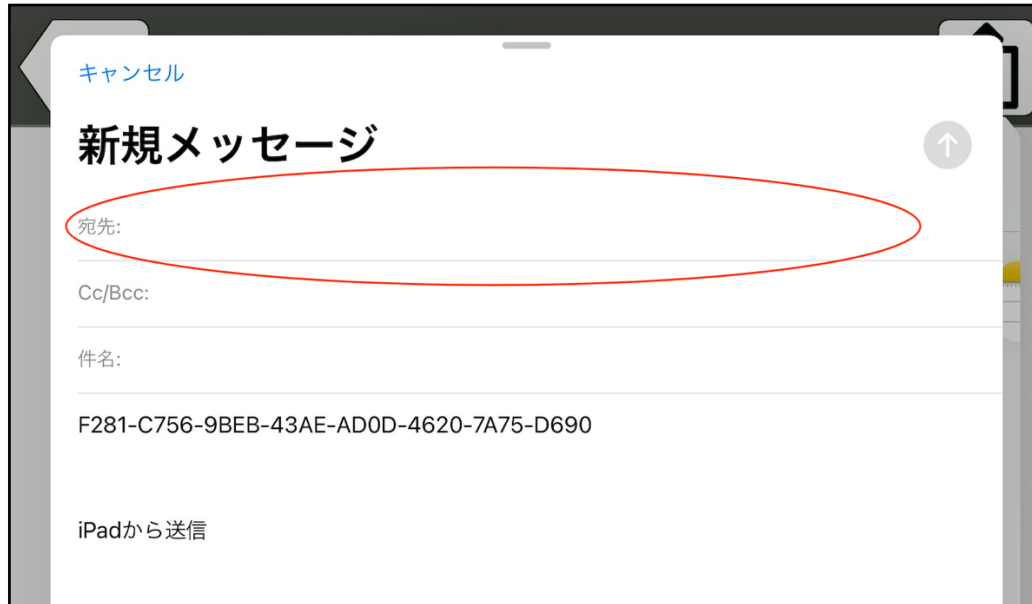 キャンセル
新規メッセージ
宛先:
Cc/Bcc:
件名:
F281-C756-9BEB-43AE-AD0D-4620-7A75-D690
iPadから送信